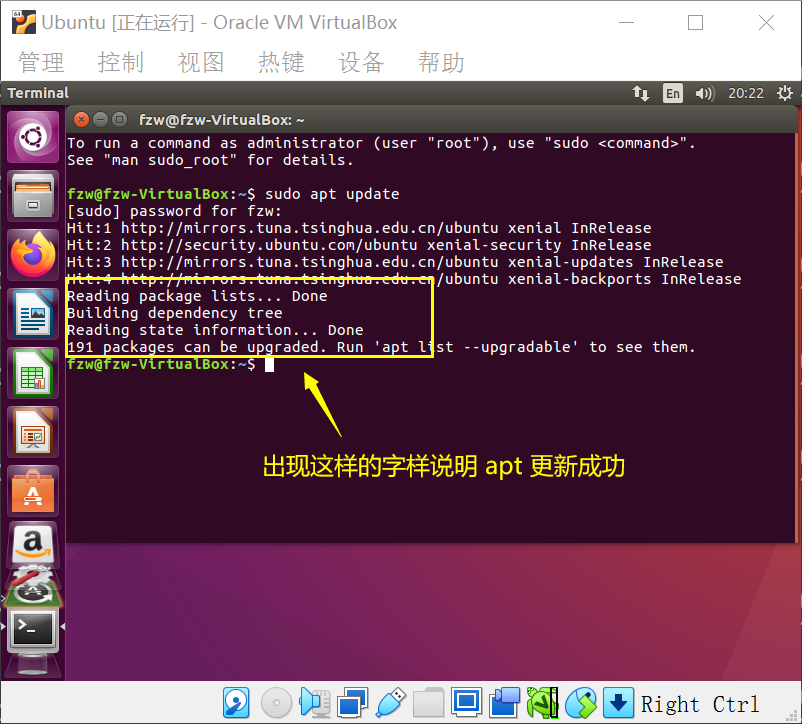 Ubuntu [正在运行] - Oracle VM VirtualBox
管理 控制 视图 热键 设备 帮助
Terminal En 20:22
fzw@fzw-VirtualBox: ~
To run a command as administrator (user "root"), use "sudo <command>".
See "man sudo_root" for details.
fzw@fzw-VirtualBox:~$ sudo apt update
[sudo] password for fzw:
Hit:1 http://mirrors.tuna.tsinghua.edu.cn/ubuntu xenial InRelease
Hit:2 http://security.ubuntu.com/ubuntu xenial-security InRelease
Hit:3 http://mirrors.tuna.tsinghua.edu.cn/ubuntu xenial-updates InRelease
Hit:4 http://mirrors.tuna.tsinghua.edu.cn/ubuntu xenial-backports InRelease
Reading package lists... Done
Building dependency tree
Reading state information... Done
191 packages can be upgraded. Run 'apt list --upgradable' to see them.
fzw@fzw-VirtualBox:~$
出现这样的字样说明 apt 更新成功
Right Ctrl